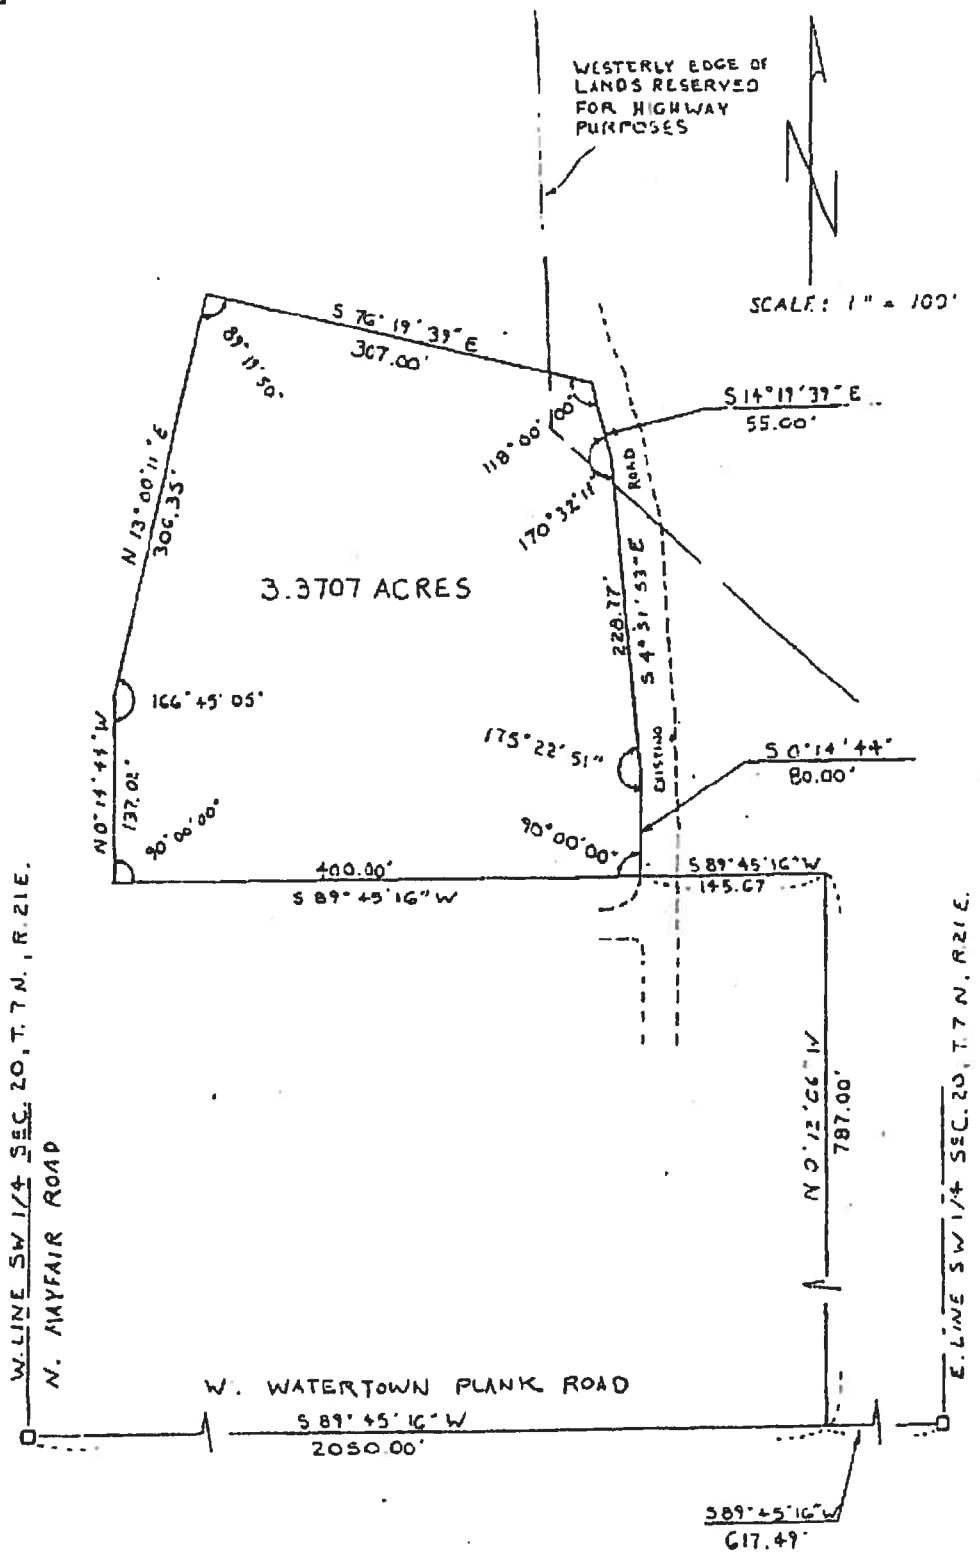 WESTERLY EDGE OF
LANDS RESERVED
FOR HIGHWAY
PURPOSES
N
SCALE: 1" = 100'
S 76° 19' 39" E
307.00'
89° 19' 50"
S 14° 19' 39" E
55.00'
118° 00' 00"
170° 32' 11"
ROAD
N 13° 00' 11" E
306.35'
3.3707 ACRES
228.77'
S 4° 51' 53" E
166° 45' 05"
175° 22' 51"
EXISTING
S 0° 14' 44"
80.00'
N 0° 14' 44" W
137.02'
90° 00' 00"
90° 00' 00"
400.00'
S 89° 45' 16" W
S 89° 45' 16" W
145.67
W. LINE SW 1/4 SEC. 20, T. 7 N., R. 21 E.
N. MAYFAIR ROAD
787.00'
E. LINE SW 1/4 SEC. 20, T. 7 N, R. 21 E.
W. WATERTOWN PLANK ROAD
S 89° 45' 16" W
2050.00'
S 89° 45' 16" W
617.49'